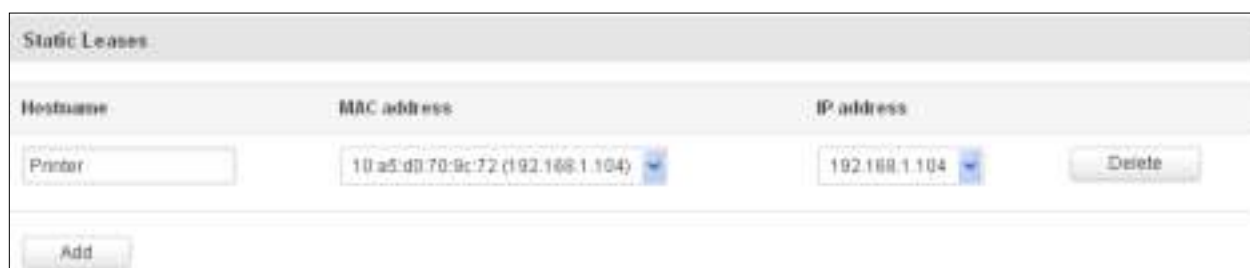 Static Leases
Hostname MAC address IP address
Printer 10:a5:d0:70:9c:72 (192.168.1.104) 192.168.1.104 Delete
Add